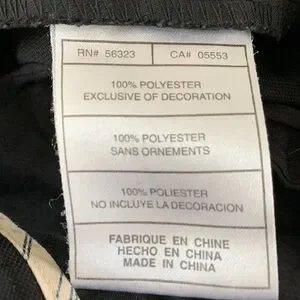 RN# 56323 CA# 05553
100% POLYESTER
EXCLUSIVE OF DECORATION
100% POLYESTER
SANS ORNEMENTS
100% POLIESTER
NO INCLUYE LA DECORACION
FABRIQUE EN CHINE
HECHO EN CHINA
MADE IN CHINA